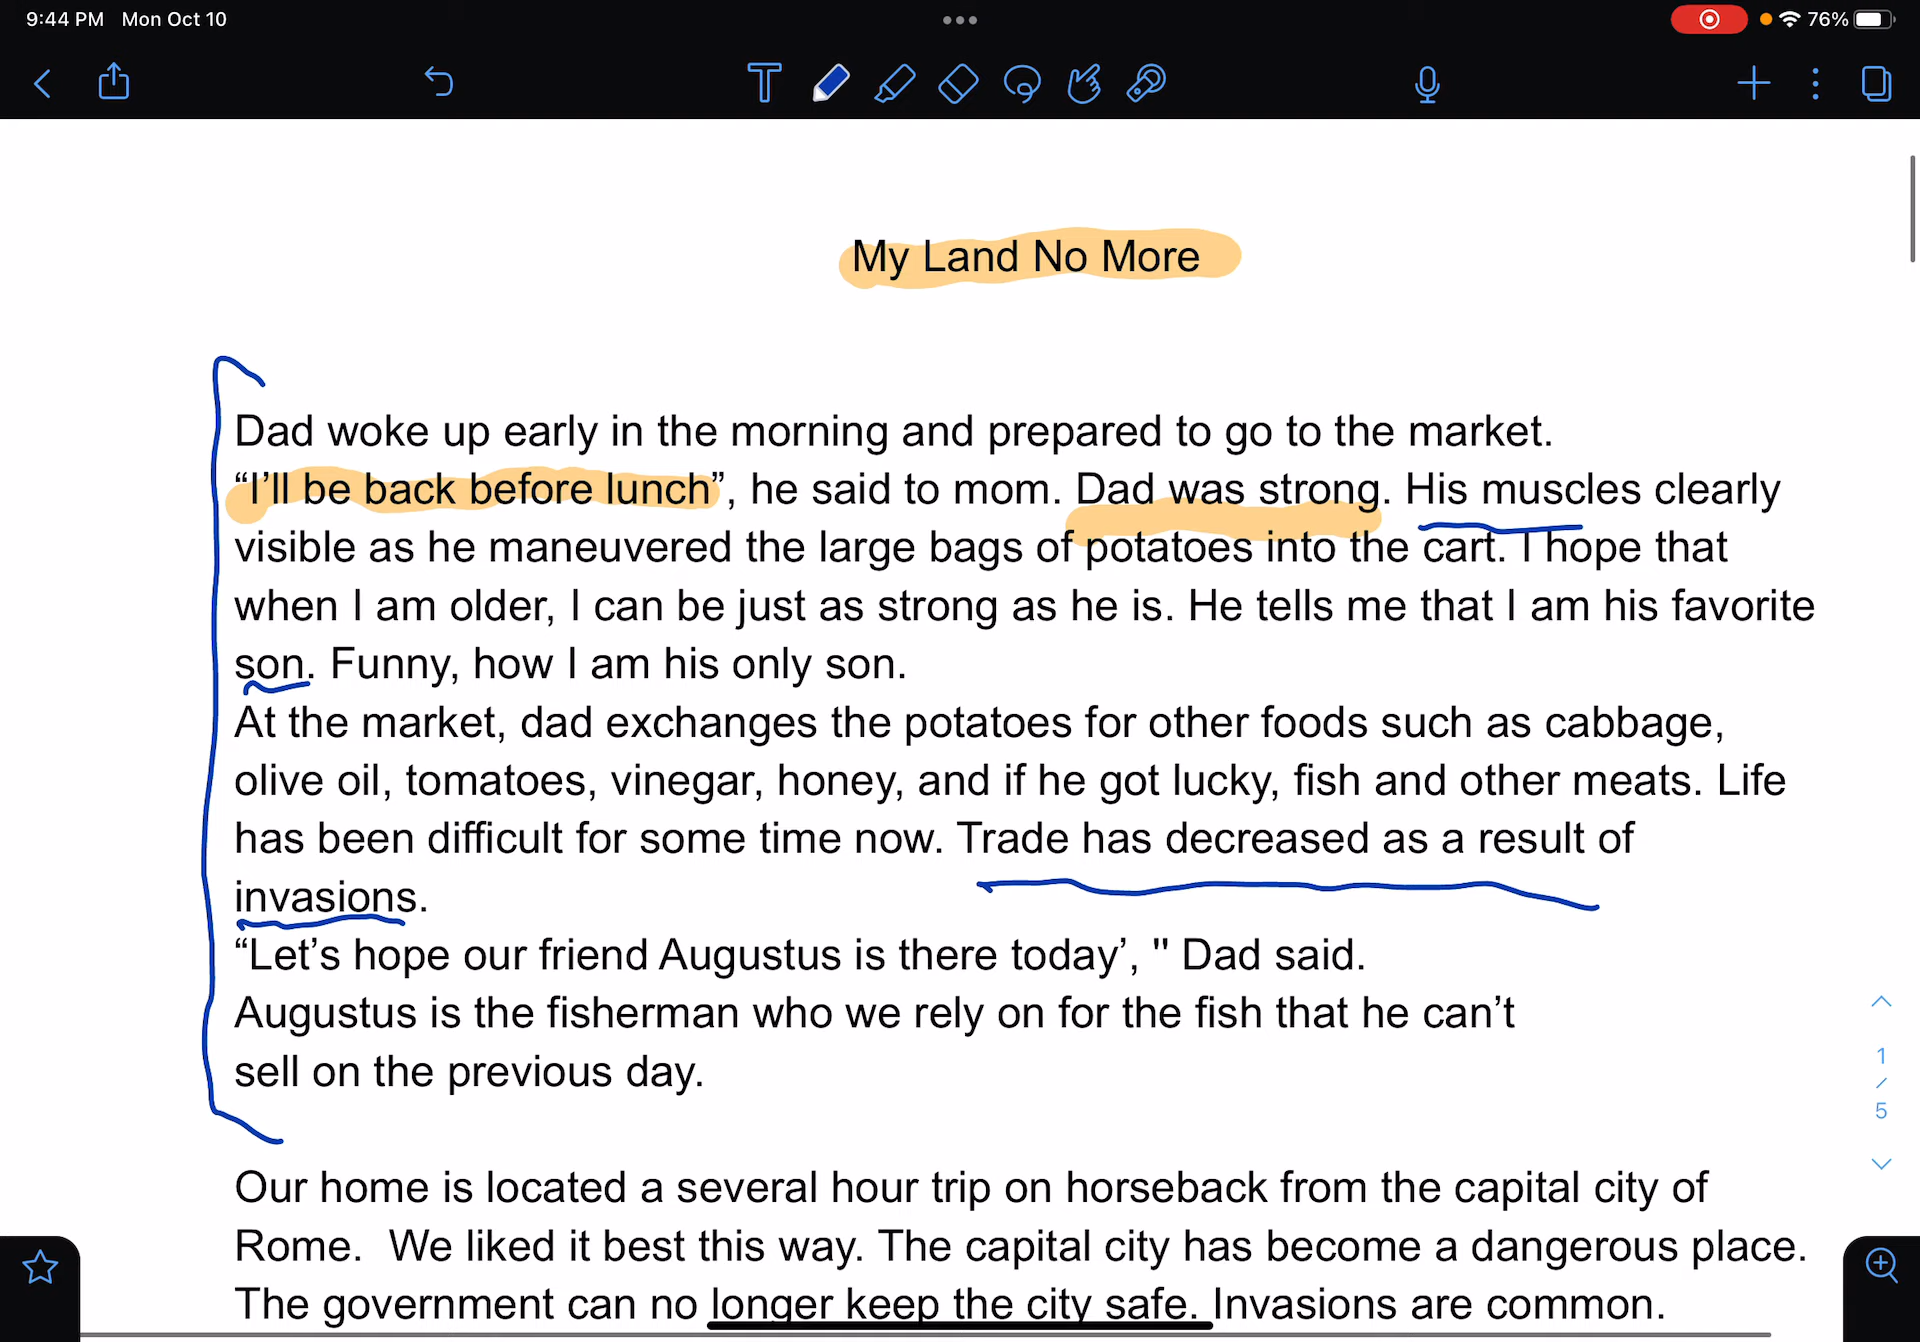 9:44 PM Mon Oct 10
76%
My Land No More
Dad woke up early in the morning and prepared to go to the market.
“I’ll be back before lunch”, he said to mom. Dad was strong. His muscles clearly
visible as he maneuvered the large bags of potatoes into the cart. I hope that
when I am older, I can be just as strong as he is. He tells me that I am his favorite
son. Funny, how I am his only son.
At the market, dad exchanges the potatoes for other foods such as cabbage,
olive oil, tomatoes, vinegar, honey, and if he got lucky, fish and other meats. Life
has been difficult for some time now. Trade has decreased as a result of
invasions.
“Let’s hope our friend Augustus is there today’, " Dad said.
Augustus is the fisherman who we rely on for the fish that he can’t
sell on the previous day.
1
/
5
Our home is located a several hour trip on horseback from the capital city of
Rome.  We liked it best this way. The capital city has become a dangerous place.
The government can no longer keep the city safe. Invasions are common.